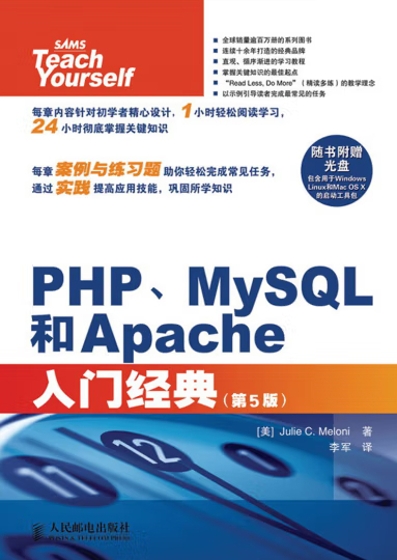 SAMS
Teach
Yourself
■ 全球销量逾百万册的系列图书
■ 连续十余年打造的经典品牌
■ 直观、循序渐进的学习教程
■ 掌握关键知识的最佳起点
■ “Read Less, Do More”(精读多练)的教学理念
■ 以示例引导读者完成最常见的任务
每章内容针对初学者精心设计,1小时轻松阅读学习,
24小时彻底掌握关键知识
每章案例与练习题助你轻松完成常见任务,
通过实践提高应用技能,巩固所学知识
随书附赠
光盘
包含用于Windows
Linux和Mac OS X
的启动工具包
PHP、MySQL
和Apache
入门经典(第5版)
[美] Julie C. Meloni 著
李军 译
11
12
人民邮电出版社
POSTS & TELECOM PRESS